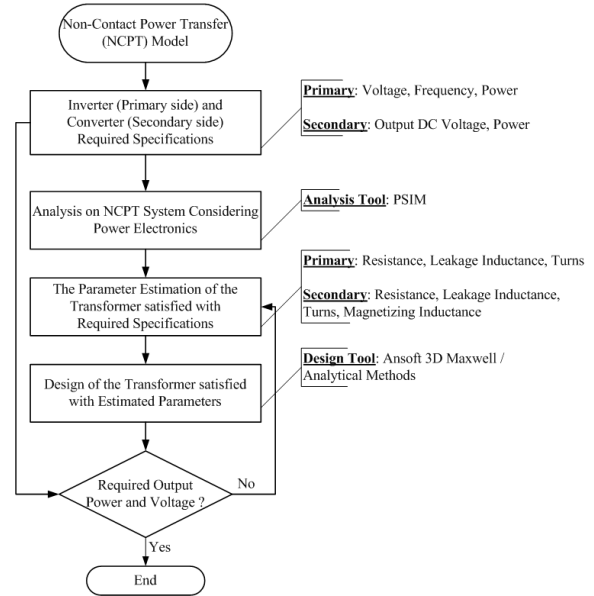 Non-Contact Power Transfer
(NCPT) Model
Inverter (Primary side) and
Converter (Secondary side)
Required Specifications
Primary: Voltage, Frequency, Power
Secondary: Output DC Voltage, Power
Analysis on NCPT System Considering
Power Electronics
Analysis Tool: PSIM
The Parameter Estimation of the
Transformer satisfied with
Required Specifications
Primary: Resistance, Leakage Inductance, Turns
Secondary: Resistance, Leakage Inductance,
Turns, Magnetizing Inductance
Design of the Transformer satisfied
with Estimated Parameters
Design Tool: Ansoft 3D Maxwell /
Analytical Methods
Required Output
Power and Voltage ?
No
Yes
End